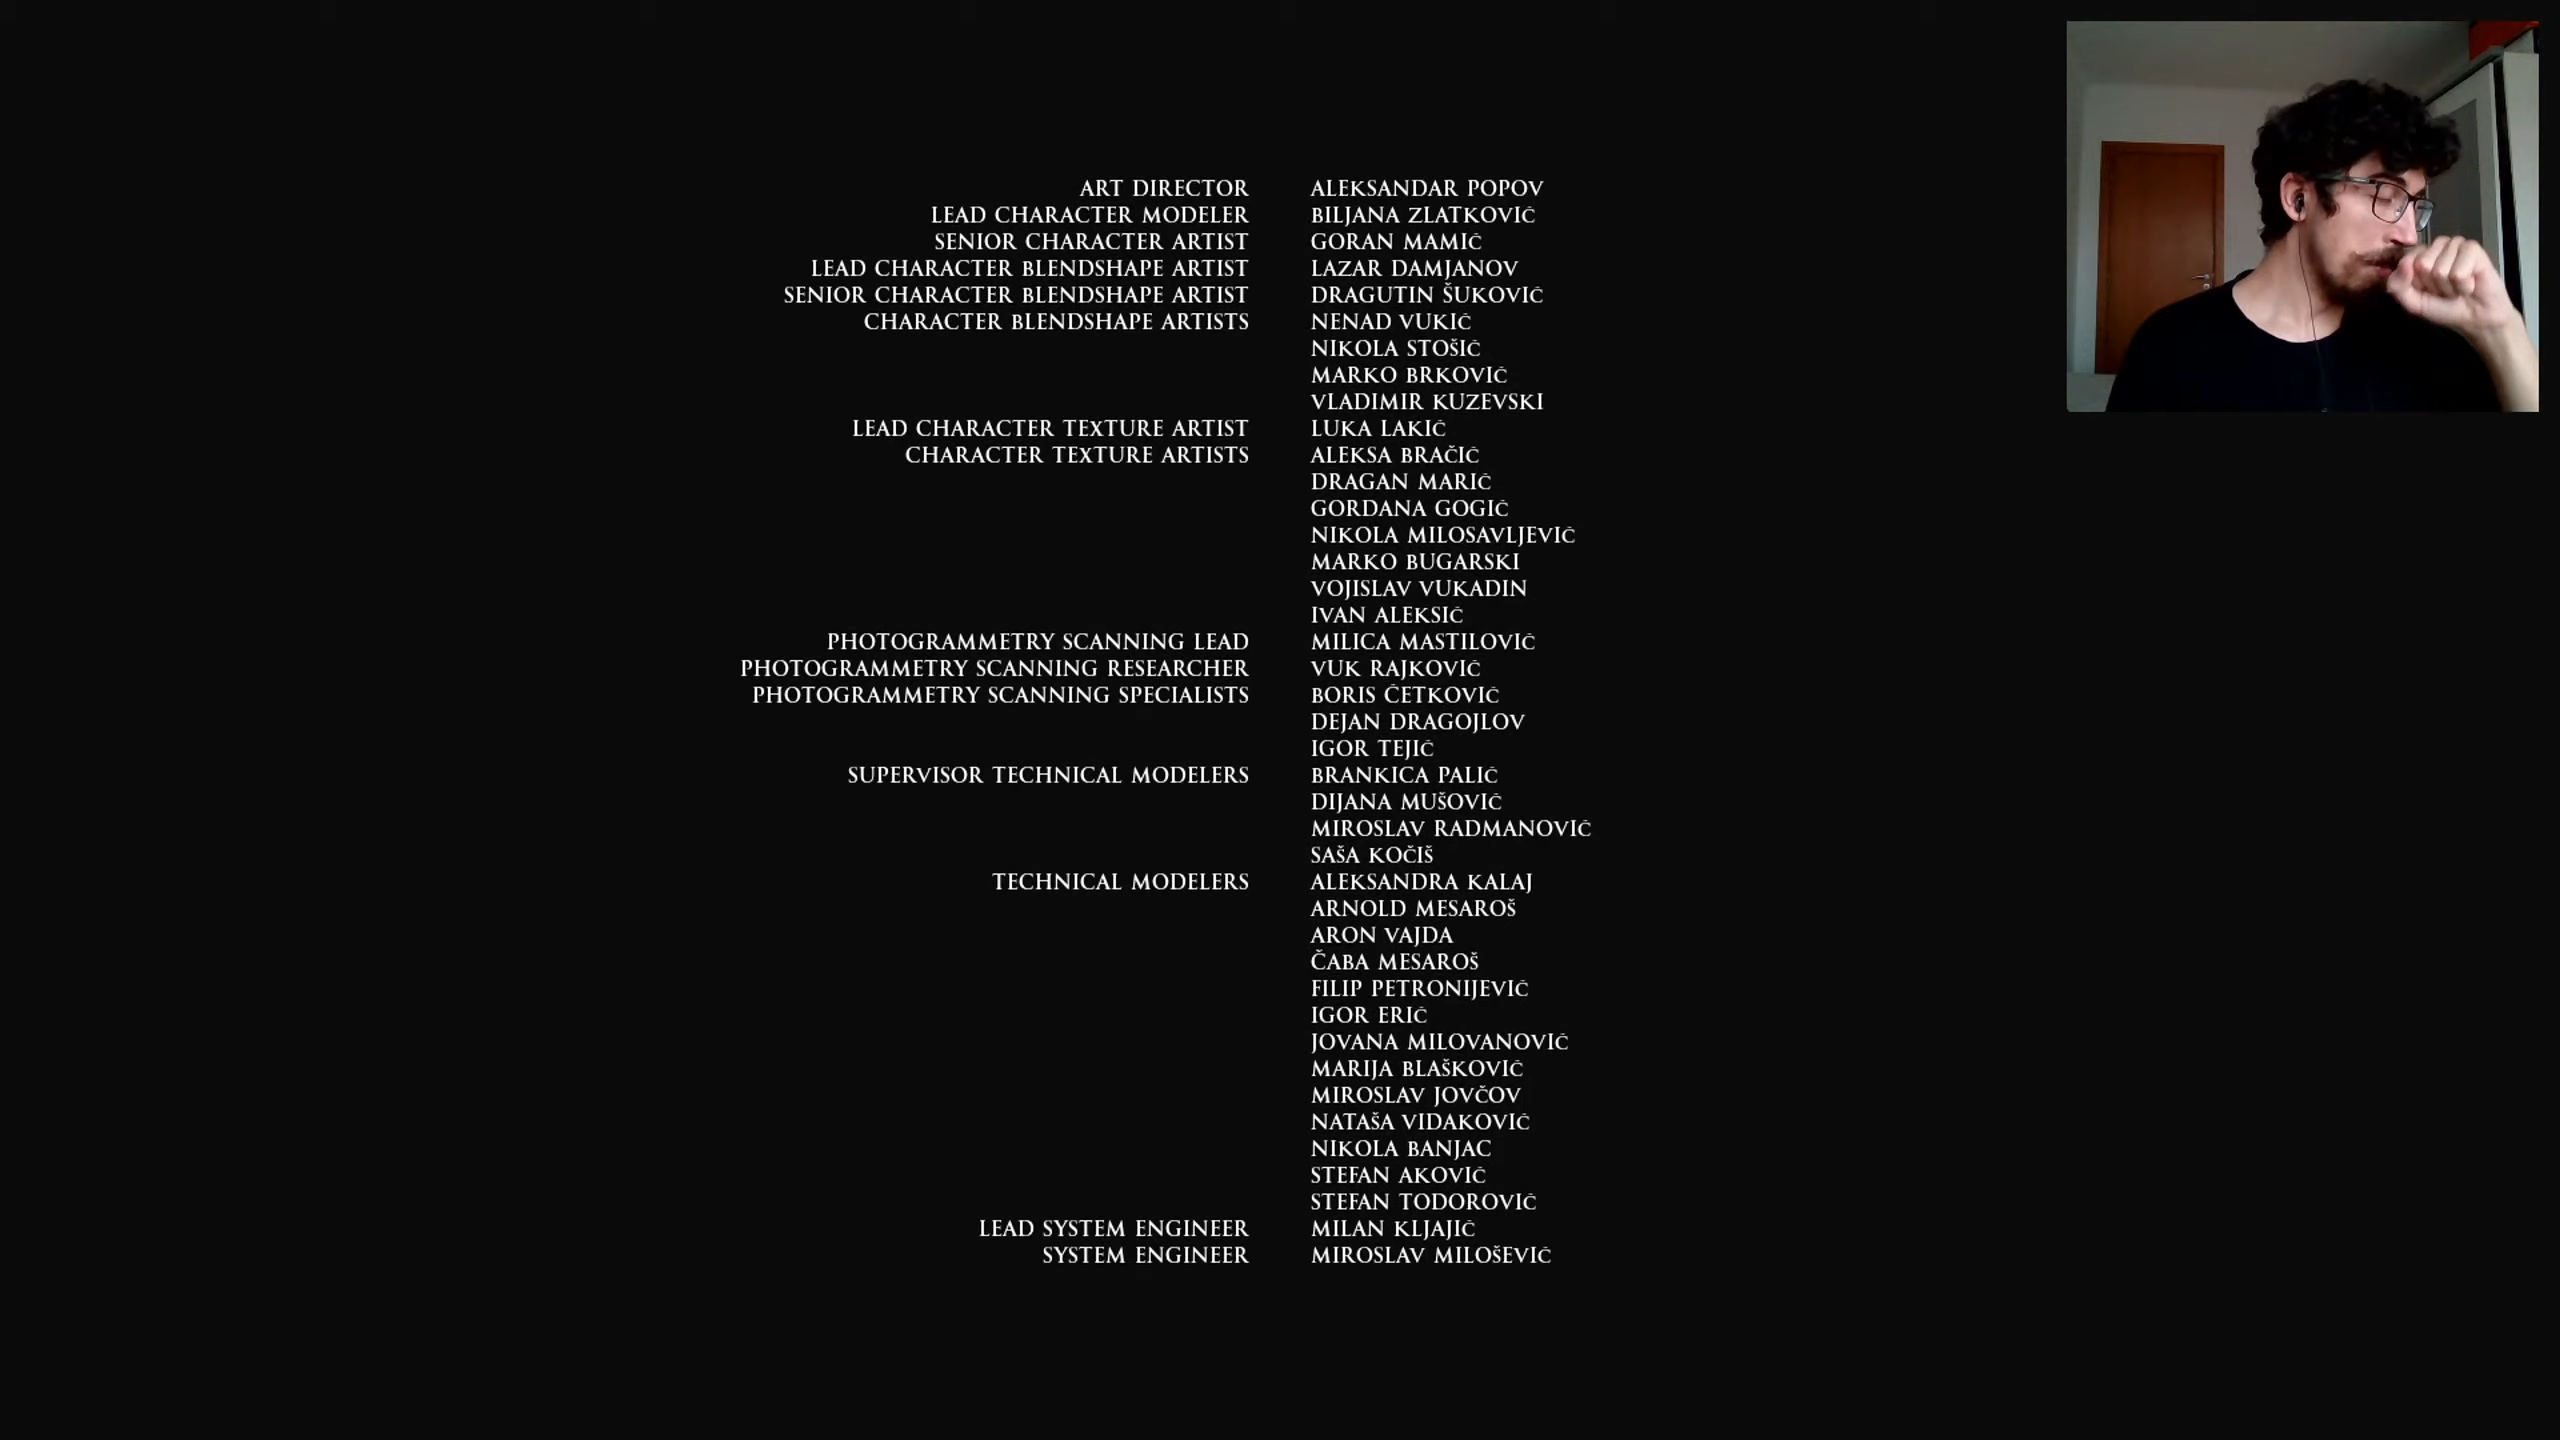 ART DIRECTOR ALEKSANDAR POPOV
LEAD CHARACTER MODELER BILJANA ZLATKOVIĆ
SENIOR CHARACTER ARTIST GORAN MAMIĆ
LEAD CHARACTER BLENDSHAPE ARTIST LAZAR DAMJANOV
SENIOR CHARACTER BLENDSHAPE ARTIST DRAGUTIN ŠUKOVIĆ
CHARACTER BLENDSHAPE ARTISTS NENAD VUKIĆ
NIKOLA STOŠIĆ
MARKO BRKOVIĆ
VLADIMIR KUZEVSKI
LEAD CHARACTER TEXTURE ARTIST LUKA LAKIĆ
CHARACTER TEXTURE ARTISTS ALEKSA BRAČIĆ
DRAGAN MARIĆ
GORDANA GOGIĆ
NIKOLA MILOSAVLJEVIĆ
MARKO BUGARSKI
VOJISLAV VUKADIN
IVAN ALEKSIĆ
PHOTOGRAMMETRY SCANNING LEAD MILICA MASTILOVIĆ
PHOTOGRAMMETRY SCANNING RESEARCHER VUK RAJKOVIĆ
PHOTOGRAMMETRY SCANNING SPECIALISTS BORIS ĆETKOVIĆ
DEJAN DRAGOJLOV
IGOR TEJIĆ
SUPERVISOR TECHNICAL MODELERS BRANKICA PALIĆ
DIJANA MUŠOVIĆ
MIROSLAV RADMANOVIĆ
SAŠA KOČIŠ
TECHNICAL MODELERS ALEKSANDRA KALAJ
ARNOLD MESAROŠ
ARON VAJDA
ČABA MESAROŠ
FILIP PETRONIJEVIĆ
IGOR ERIĆ
JOVANA MILOVANOVIĆ
MARIJA BLAŠKOVIĆ
MIROSLAV JOVČOV
NATAŠA VIDAKOVIĆ
NIKOLA BANJAC
STEFAN AKOVIĆ
STEFAN TODOROVIĆ
LEAD SYSTEM ENGINEER MILAN KLJAJIĆ
SYSTEM ENGINEER MIROSLAV MILOŠEVIĆ